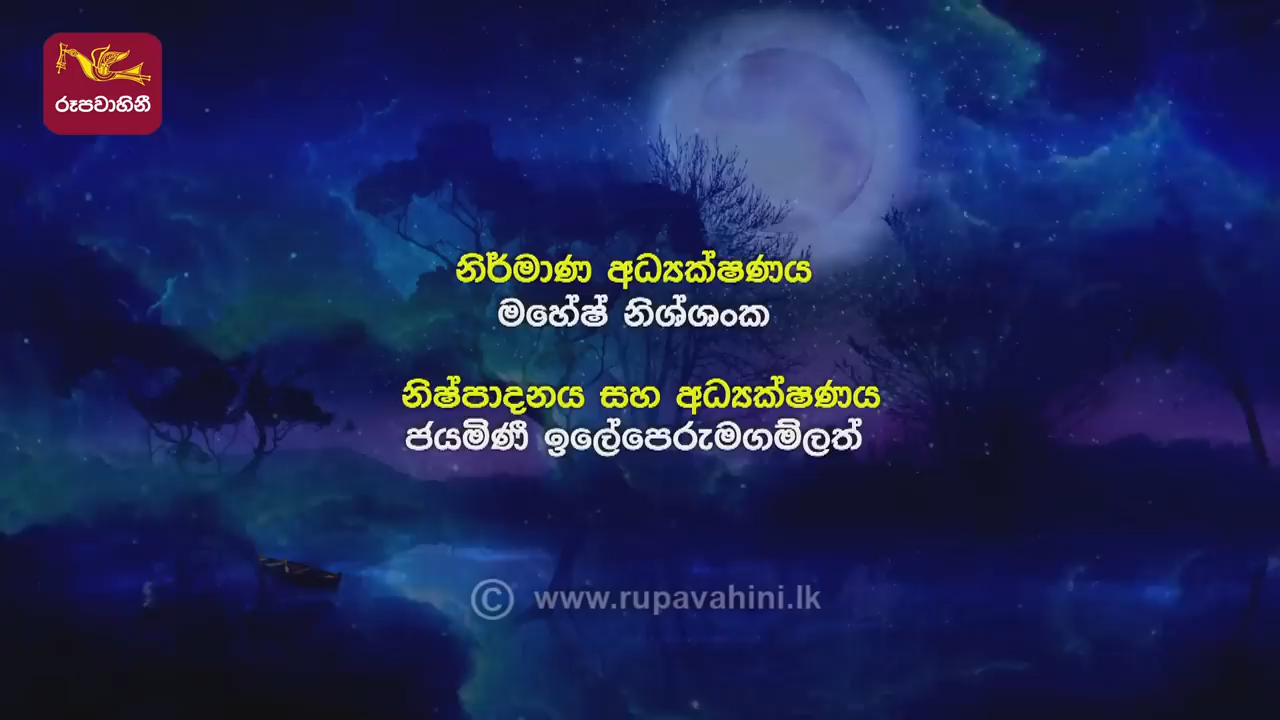 රූපවාහිනී
නිර්මාණ අධ්‍යක්ෂණය
මහේෂ් නිශ්ශංක
නිෂ්පාදනය සහ අධ්‍යක්ෂණය
ජයමිණී ඉලේපෙරුමගම්ලත්
© www.rupavahini.lk